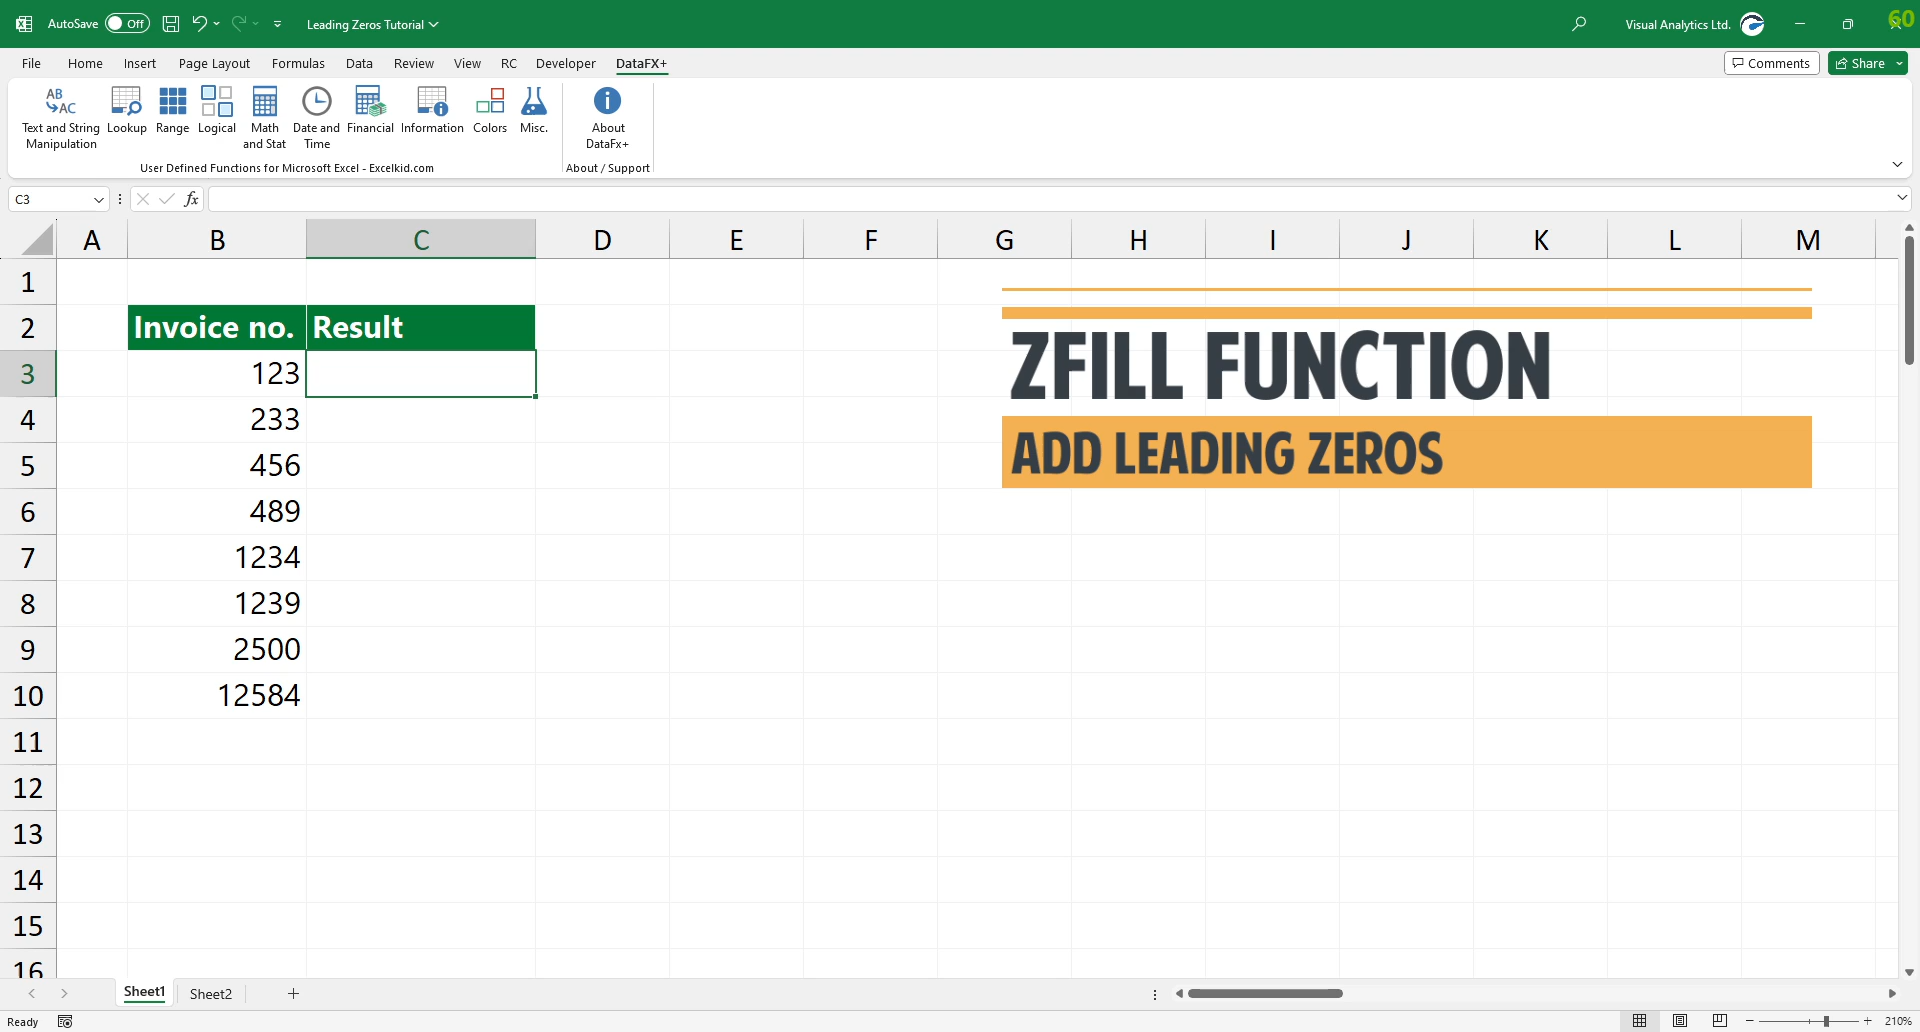 AutoSave Off Leading Zeros Tutorial Visual Analytics Ltd. 60
File Home Insert Page Layout Formulas Data Review View RC Developer DataFX+ Comments Share
AB
AC
Text and String Manipulation
Lookup
Range
Logical
Math and Stat
Date and Time
Financial
Information
Colors
Misc.
About DataFx+
User Defined Functions for Microsoft Excel - Excelkid.com
About / Support
C3 fx
A B C D E F G H I J K L M
1
2 Invoice no. Result
3 123
4 233
5 456
6 489
7 1234
8 1239
9 2500
10 12584
11
12
13
14
15
16
ZFILL FUNCTION
ADD LEADING ZEROS
Sheet1 Sheet2
Ready 210%